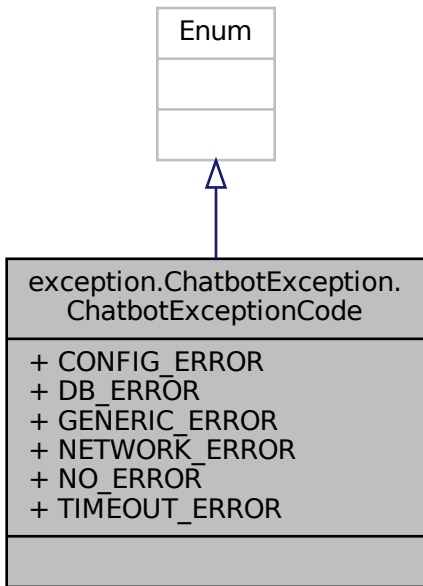 Enum
exception.ChatbotException.
ChatbotExceptionCode
+ CONFIG_ERROR
+ DB_ERROR
+ GENERIC_ERROR
+ NETWORK_ERROR
+ NO_ERROR
+ TIMEOUT_ERROR